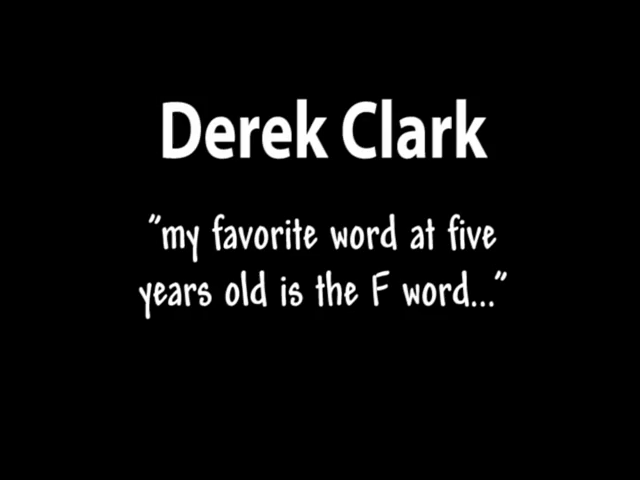 Derek Clark
"my favorite word at five
years old is the F word..."